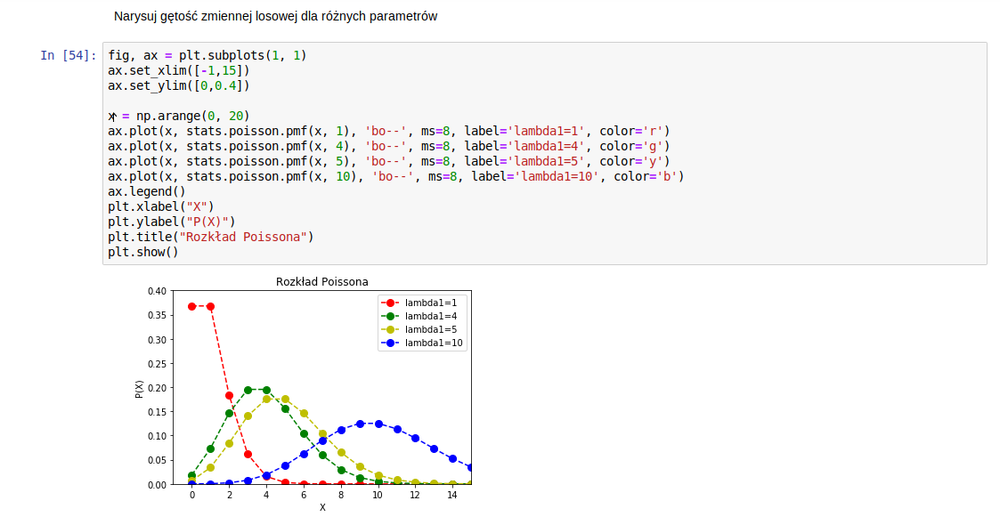 Narysuj gętość zmiennej losowej dla różnych parametrów
In [54]:
fig, ax = plt.subplots(1, 1)
ax.set_xlim([-1,15])
ax.set_ylim([0,0.4])
x = np.arange(0, 20)
ax.plot(x, stats.poisson.pmf(x, 1), 'bo--', ms=8, label='lambda1=1', color='r')
ax.plot(x, stats.poisson.pmf(x, 4), 'bo--', ms=8, label='lambda1=4', color='g')
ax.plot(x, stats.poisson.pmf(x, 5), 'bo--', ms=8, label='lambda1=5', color='y')
ax.plot(x, stats.poisson.pmf(x, 10), 'bo--', ms=8, label='lambda1=10', color='b')
ax.legend()
plt.xlabel("X")
plt.ylabel("P(X)")
plt.title("Rozkład Poissona")
plt.show()
Rozkład Poissona
0.40
0.35
0.30
0.25
0.20
0.15
0.10
0.05
0.00
P(X)
lambda1=1
lambda1=4
lambda1=5
lambda1=10
0 2 4 6 8 10 12 14
X